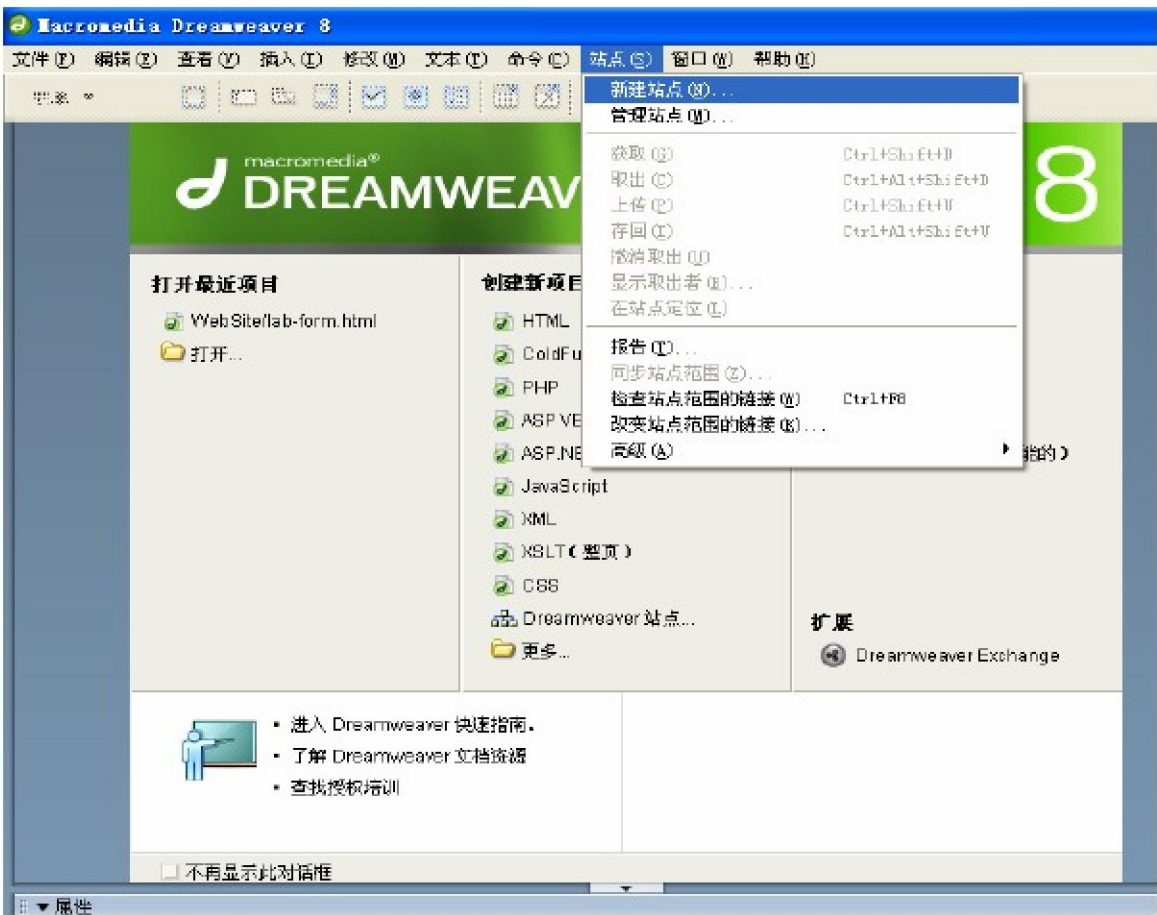 Macromedia Dreamweaver 8
文件(F) 编辑(E) 查看(V) 插入(I) 修改(M) 文本(T) 命令(C) 站点(S) 窗口(W) 帮助(H)
新建站点(N)...
管理站点(M)...
获取(G) Ctrl+Shift+D
取出(C) Ctrl+Alt+Shift+D
上传(P) Ctrl+Shift+U
存回(I) Ctrl+Alt+Shift+U
撤消取出(U)
显示取出者(B)...
在站点定位(L)
报告(T)...
同步站点范围(Z)...
检查站点范围的链接(W) Ctrl+F8
改变站点范围的链接(K)...
高级(A)
macromedia®
DREAMWEAV 8
打开最近项目
WebSite/lab-form.html
打开...
创建新项目
HTML
ColdFu
PHP
ASP VE
ASP.NE
JavaScript
XML
XSLT(整页)
CSS
Dreamweaver 站点...
更多...
能的)
扩展
Dreamweaver Exchange
▪ 进入 Dreamweaver 快速指南.
▪ 了解 Dreamweaver 文档资源
▪ 查找授权培训
不再显示此对话框
▼属性